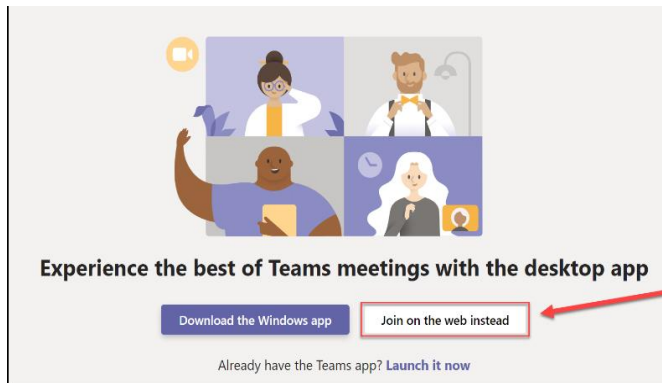 Experience the best of Teams meetings with the desktop app
Download the Windows app
Join on the web instead
Already have the Teams app? Launch it now